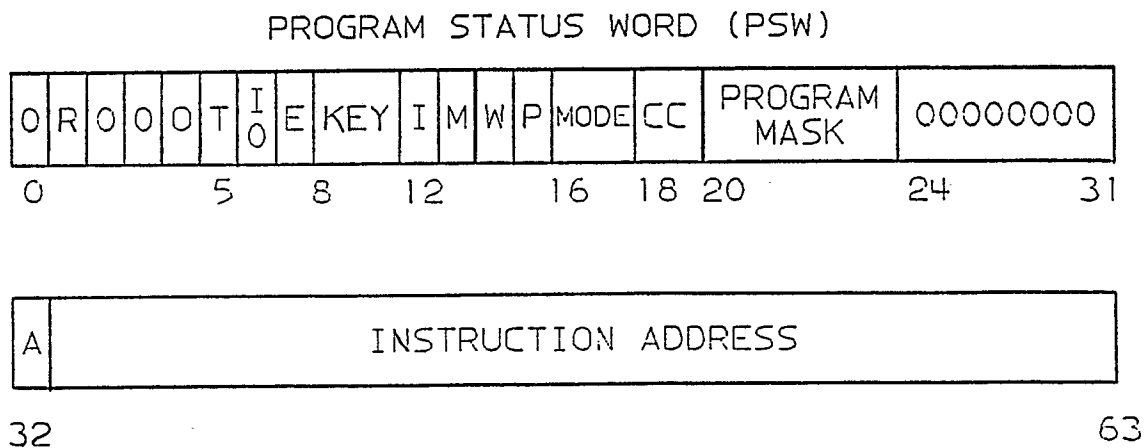 PROGRAM STATUS WORD (PSW)
0 R 0 0 0 T IO E KEY I M W P MODE CC PROGRAM MASK 00000000
0 5 8 12 16 18 20 24 31
A INSTRUCTION ADDRESS
32 63